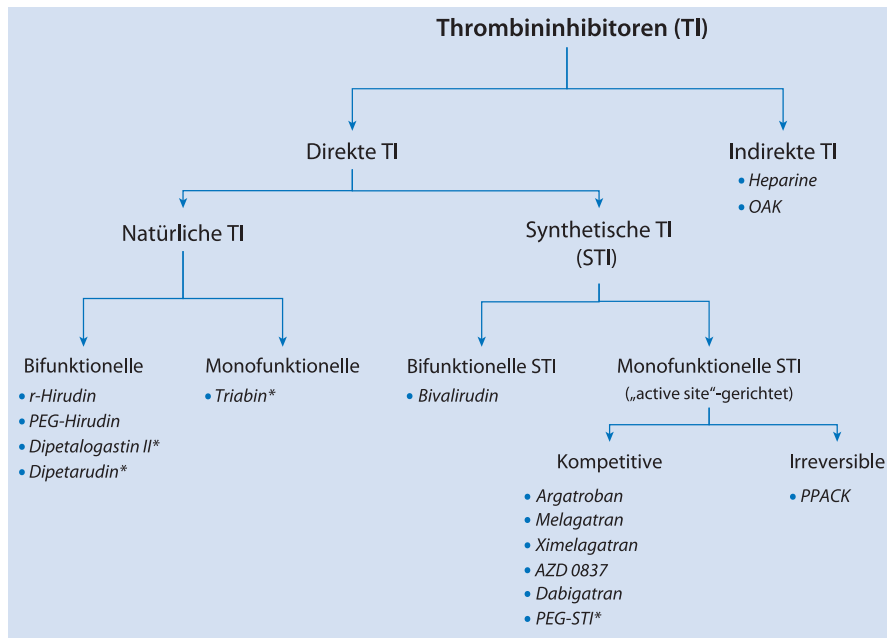 Thrombininhibitoren (TI)
Direkte TI
Indirekte TI
• Heparine
• OAK
Natürliche TI
Synthetische TI
(STI)
Bifunktionelle
• r-Hirudin
• PEG-Hirudin
• Dipetalogastin II*
• Dipetarudin*
Monofunktionelle
• Triabin*
Bifunktionelle STI
• Bivalirudin
Monofunktionelle STI
(„active site“-gerichtet)
Kompetitive
• Argatroban
• Melagatran
• Ximelagatran
• AZD 0837
• Dabigatran
• PEG-STI*
Irreversible
• PPACK